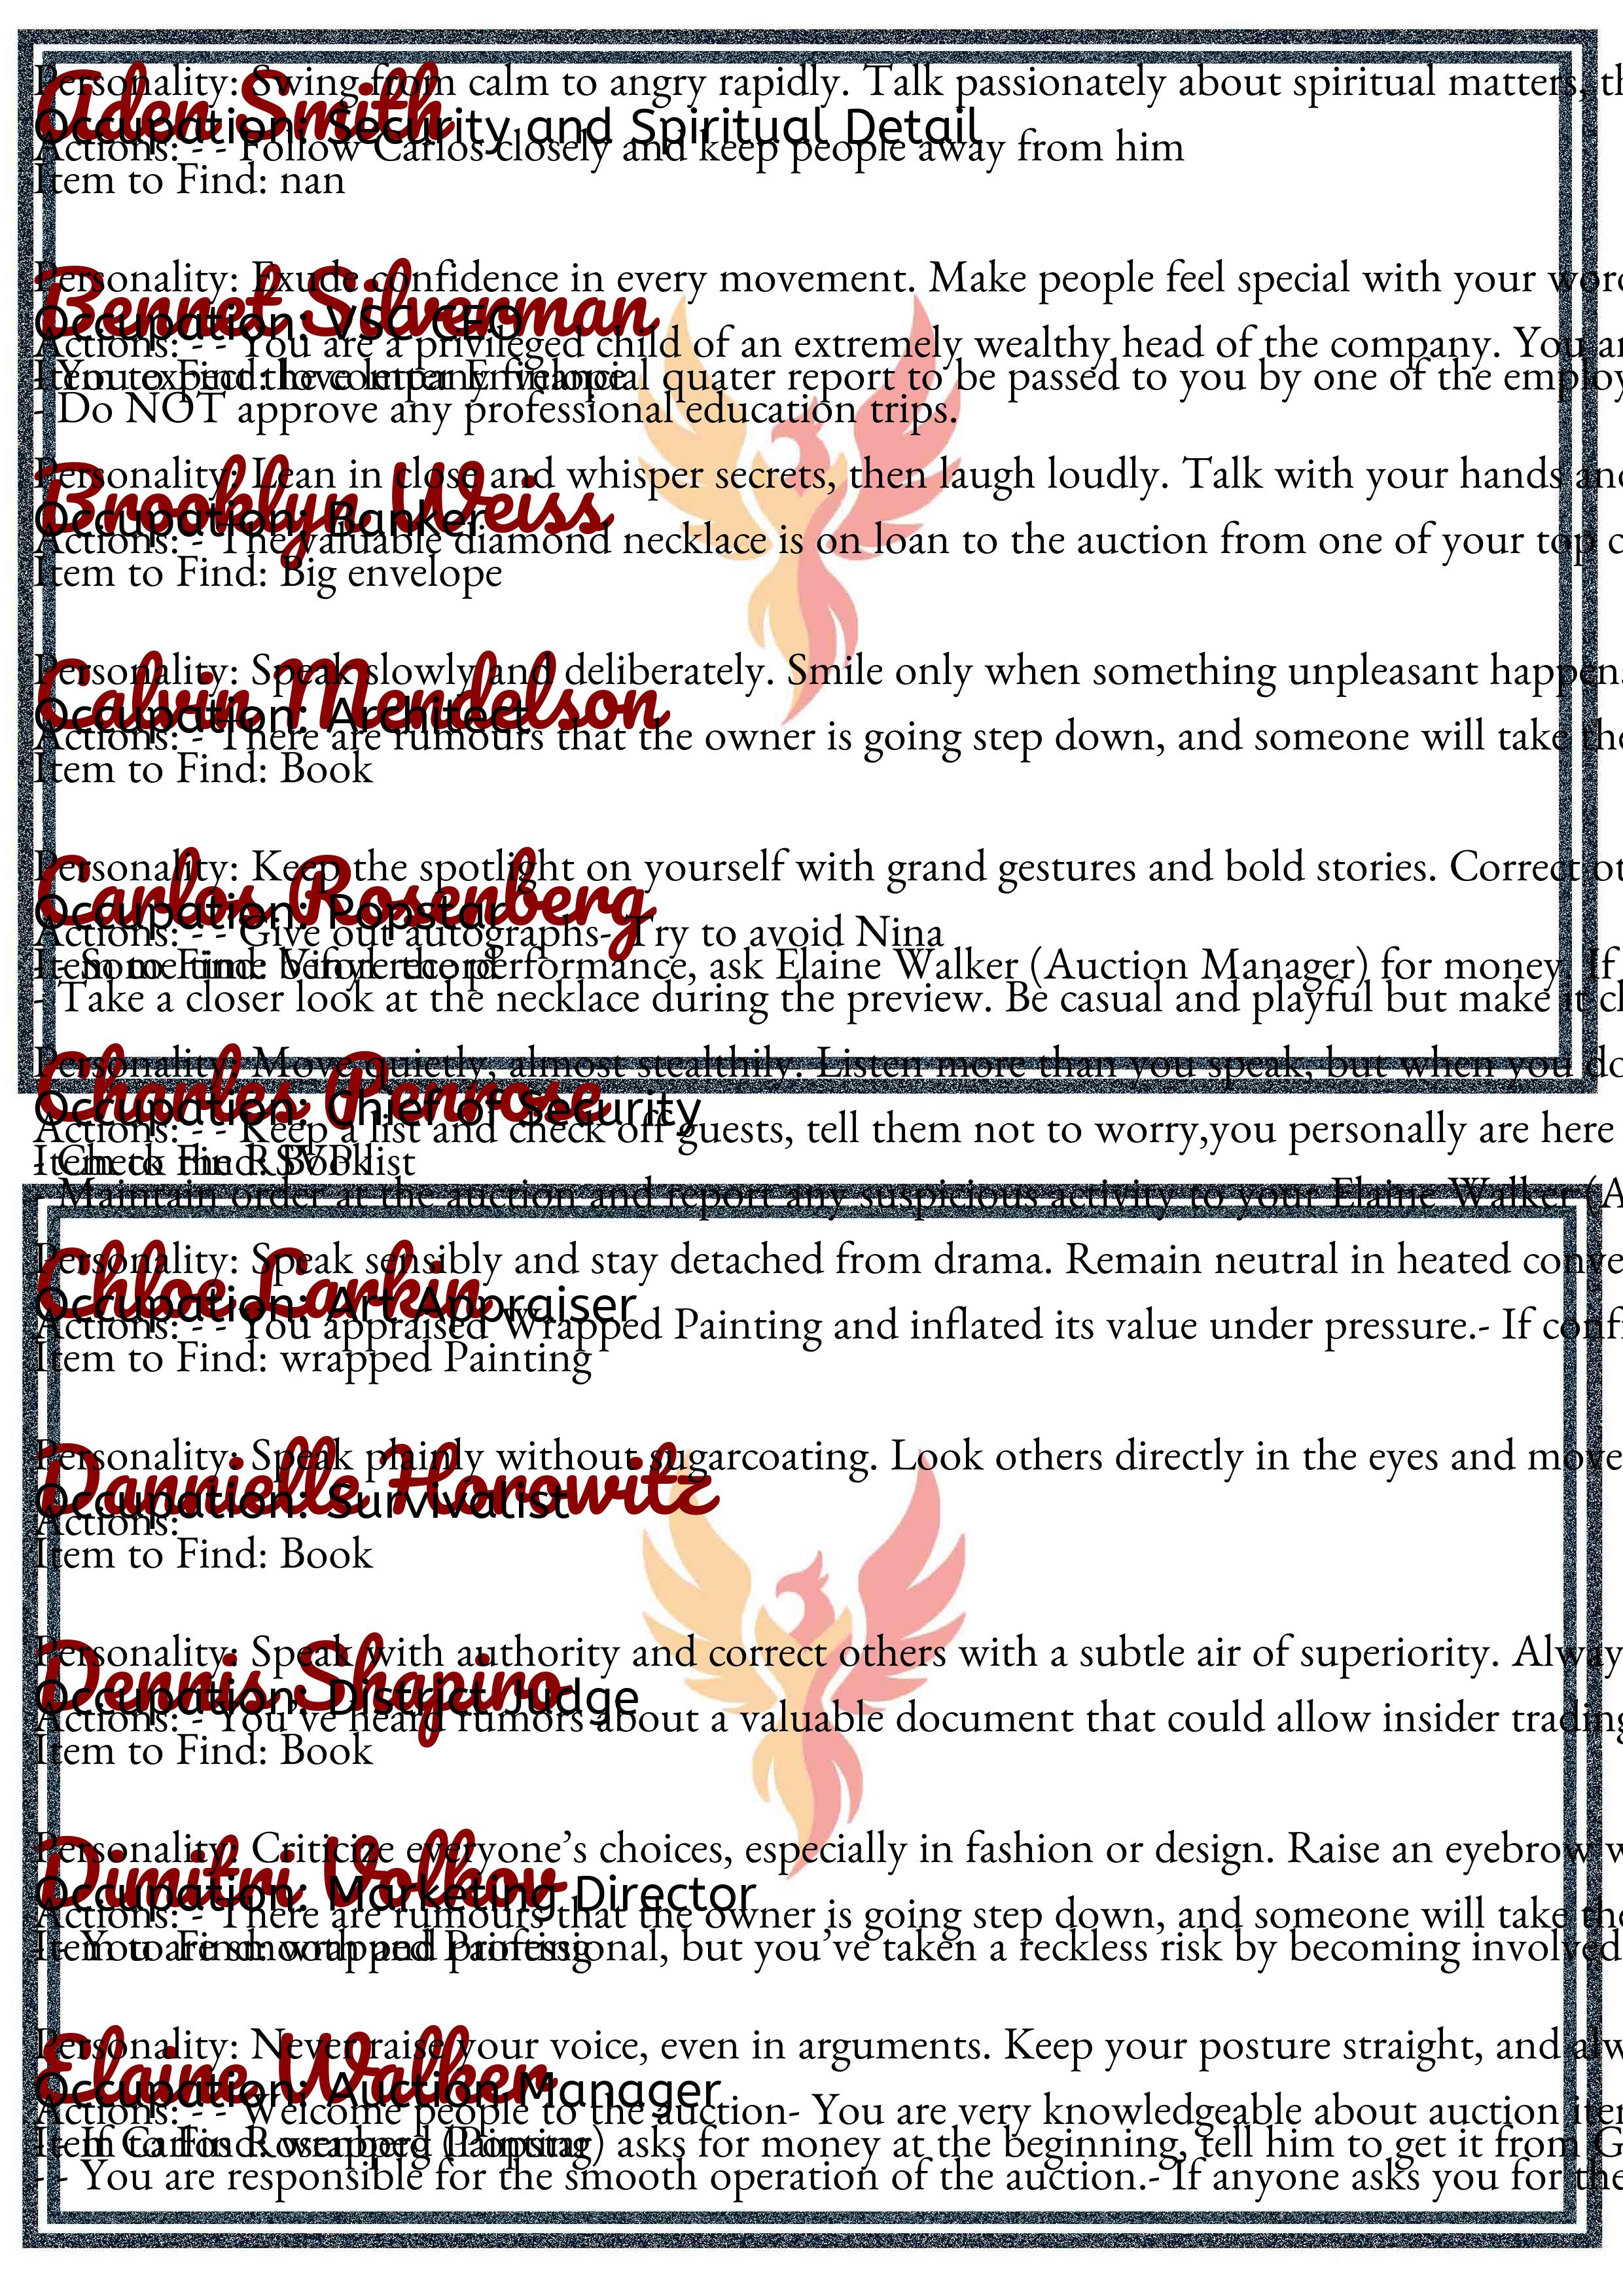 Personality: Swing from calm to angry rapidly. Talk passionately about spiritual matters, th
Aden Smith
Occupation: Security and Spiritual Detail
Actions: - - Follow Carlos closely and keep people away from him
Item to Find: nan
Personality: Exude confidence in every movement. Make people feel special with your word
Bennet Silverman
Occupation: VSC CEO
Actions: - - You are a privileged child of an extremely wealthy head of the company. You ar
Item to Find: love letter Envelope
- You expect the company financial quater report to be passed to you by one of the employ
- Do NOT approve any professional education trips.
Personality: Lean in close and whisper secrets, then laugh loudly. Talk with your hands and
Brooklyn Weiss
Occupation: Banker
Actions: - - The valuable diamond necklace is on loan to the auction from one of your top c
Item to Find: Big envelope
Personality: Speak slowly and deliberately. Smile only when something unpleasant happens
Calvin Mendelson
Occupation: Architect
Actions: - - There are rumours that the owner is going step down, and someone will take the
Item to Find: Book
Personality: Keep the spotlight on yourself with grand gestures and bold stories. Correct ot
Carlos Rosenberg
Occupation: Popstar
Actions: - - Give out autographs- Try to avoid Nina
Item to Find: Vinyl record
- - Some time before the performance, ask Elaine Walker (Auction Manager) for money. If
- Take a closer look at the necklace during the preview. Be casual and playful but make it cl
Personality: Move quietly, almost stealthily. Listen more than you speak, but when you do
Charles Penrose
Occupation: Chief of Security
Actions: - - Keep a list and check off guests, tell them not to worry,you personally are here
Item to Find: Book
- Check the RSVP list
- Maintain order at the auction and report any suspicious activity to your Elaine Walker (A
Personality: Speak sensibly and stay detached from drama. Remain neutral in heated conve
Chloe Larkin
Occupation: Art Appraiser
Actions: - - You appraised Wrapped Painting and inflated its value under pressure.- If confr
Item to Find: wrapped Painting
Personality: Speak plainly without sugarcoating. Look others directly in the eyes and move
Dannielle Horowitz
Occupation: Survivalist
Actions:
Item to Find: Book
Personality: Speak with authority and correct others with a subtle air of superiority. Alway
Dennis Shapiro
Occupation: District Judge
Actions: - You've heard rumors about a valuable document that could allow insider trading
Item to Find: Book
Personality: Criticize everyone’s choices, especially in fashion or design. Raise an eyebrow w
Dimitri Volkov
Occupation: Marketing Director
Actions: - There are rumours that the owner is going step down, and someone will take the
Item to Find: wrapped Painting
- You are smooth and professional, but you’ve taken a reckless risk by becoming involved
Personality: Never raise your voice, even in arguments. Keep your posture straight, and alw
Elaine Walker
Occupation: Auction Manager
Actions: - - Welcome people to the auction- You are very knowledgeable about auction iter
Item to Find: wrapped Painting
- If Carlos Rosenberg (Popstar) asks for money at the beginning, tell him to get it from G
- - You are responsible for the smooth operation of the auction.- If anyone asks you for the